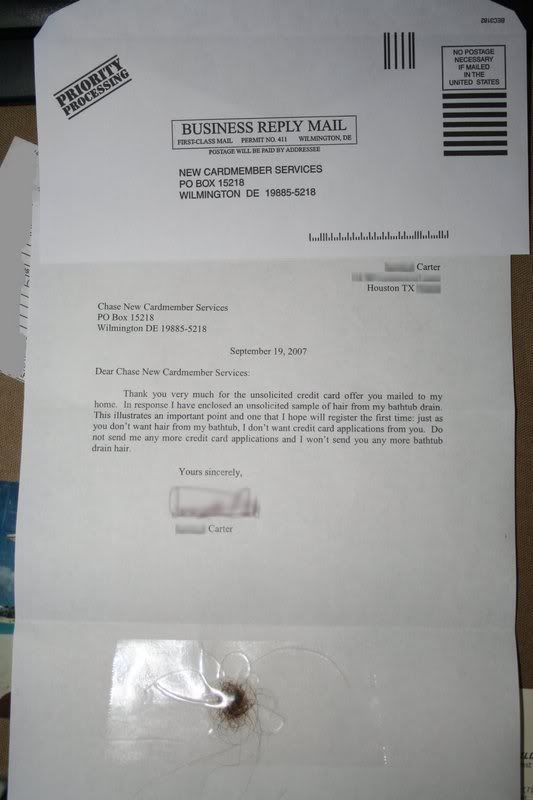 BEC3182
PRIORITY
PROCESSING
NO POSTAGE
NECESSARY
IF MAILED
IN THE
UNITED STATES
BUSINESS REPLY MAIL
FIRST-CLASS MAIL PERMIT NO. 411 WILMINGTON, DE
POSTAGE WILL BE PAID BY ADDRESSEE
NEW CARDMEMBER SERVICES
PO BOX 15218
WILMINGTON DE 19885-5218
Carter
Houston TX
Chase New Cardmember Services
PO Box 15218
Wilmington DE 19885-5218
September 19, 2007
Dear Chase New Cardmember Services:
Thank you very much for the unsolicited credit card offer you mailed to my
home. In response I have enclosed an unsolicited sample of hair from my bathtub drain.
This illustrates an important point and one that I hope will register the first time: just as
you don't want hair from my bathtub, I don't want credit card applications from you. Do
not send me any more credit card applications and I won't send you any more bathtub
drain hair.
Yours sincerely,
Carter